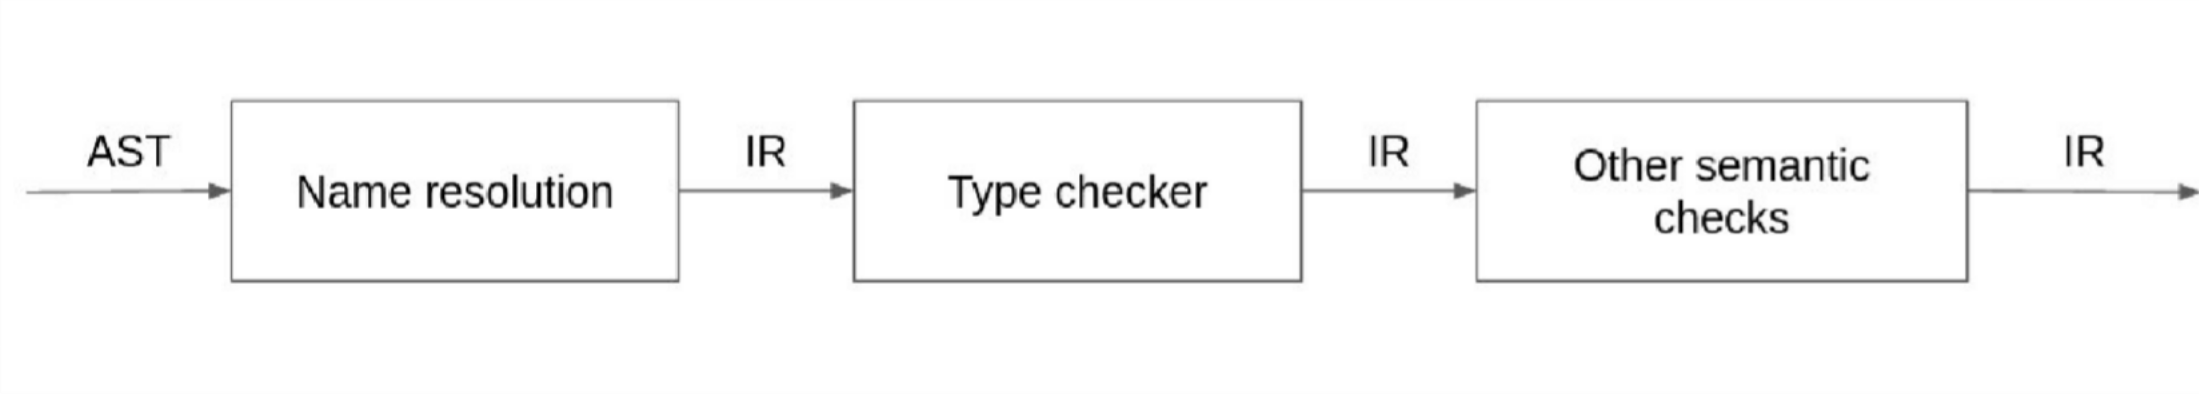 AST
Name resolution
IR
Type checker
IR
Other semantic
checks
IR